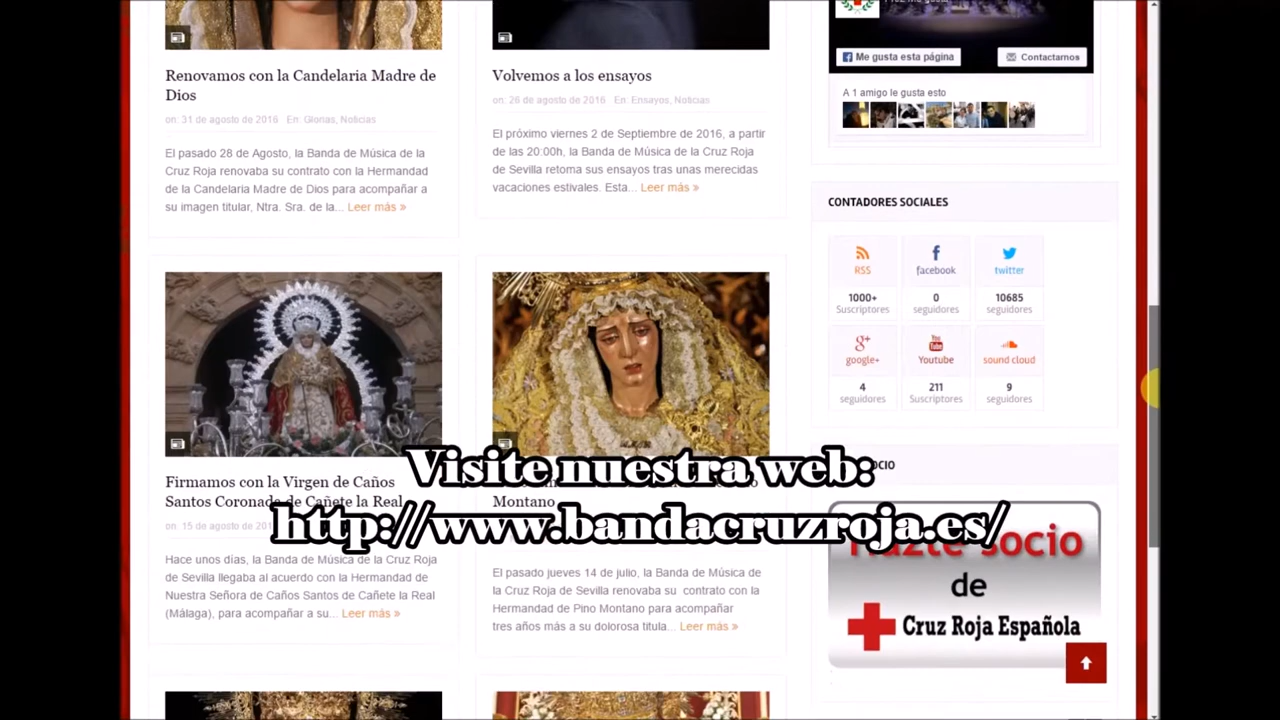 Renovamos con la Candelaria Madre de
Dios
on: 31 de agosto de 2016 En: Glorias, Noticias
El pasado 28 de Agosto, la Banda de Música de la
Cruz Roja renovaba su contrato con la Hermandad
de la Candelaria Madre de Dios para acompañar a
su imagen titular, Ntra. Sra. de la... Leer más »
Volvemos a los ensayos
on: 26 de agosto de 2016 En: Ensayos, Noticias
El próximo viernes 2 de Septiembre de 2016, a partir
de las 20:00h, la Banda de Música de la Cruz Roja
de Sevilla retoma sus ensayos tras unas merecidas
vacaciones estivales. Esta... Leer más »
Firmamos con la Virgen de Caños
Santos Coronada de Cañete la Real
on: 15 de agosto de 201
Hace unos días, la Banda de Música de la Cruz Roja
de Sevilla llegaba al acuerdo con la Hermandad de
Nuestra Señora de Caños Santos de Cañete la Real
(Málaga), para acompañar a su... Leer más »
Montano
El pasado jueves 14 de julio, la Banda de Música de
la Cruz Roja de Sevilla renovaba su contrato con la
Hermandad de Pino Montano para acompañar
tres años más a su dolorosa titula... Leer más »
Visite nuestra web:
http://www.bandacruzroja.es/
Me gusta esta página
Contactarnos
A 1 amigo le gusta esto
CONTADORES SOCIALES
RSS
1000+
Suscriptores
facebook
0
seguidores
twitter
10685
seguidores
google+
4
seguidores
Youtube
211
Suscriptores
sound cloud
9
seguidores
Hazte socio
de
Cruz Roja Española